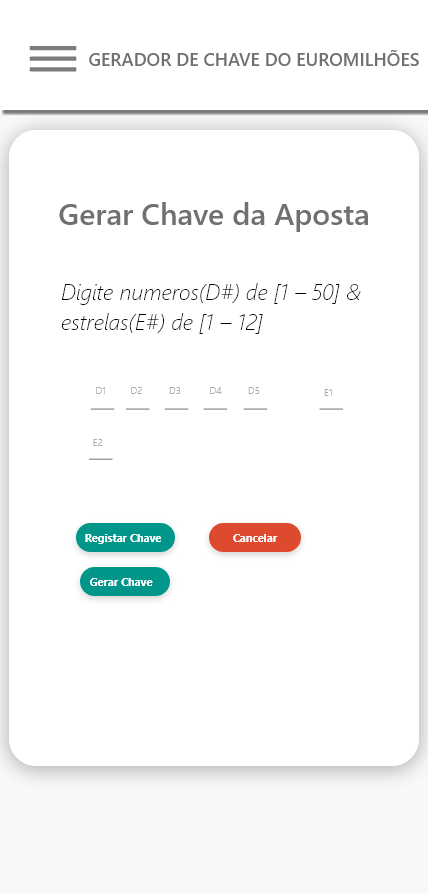 GERADOR DE CHAVE DO EUROMILHÕES
Gerar Chave da Aposta
Digite numeros(D#) de [1 – 50] &
estrelas(E#) de [1 – 12]
D1 D2 D3 D4 D5 E1
E2
Registar Chave Cancelar
Gerar Chave